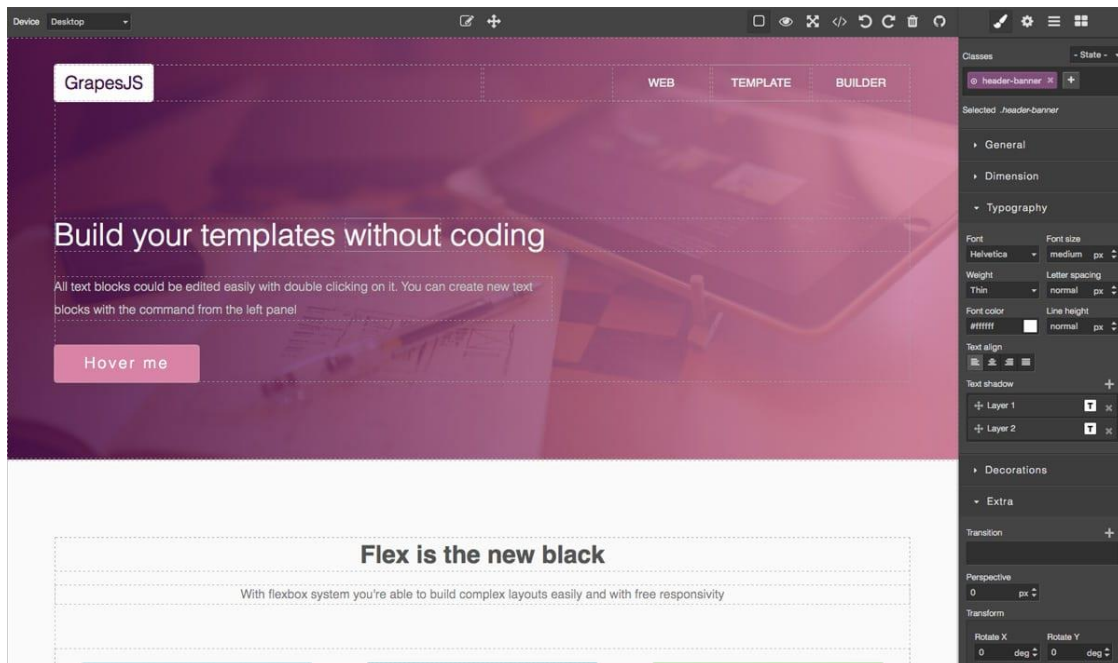 Device Desktop
GrapesJS
WEB TEMPLATE BUILDER
Build your templates without coding
All text blocks could be edited easily with double clicking on it. You can create new text
blocks with the command from the left panel
Hover me
Flex is the new black
With flexbox system you're able to build complex layouts easily and with free responsivity
Classes - State -
header-banner
Selected .header-banner
General
Dimension
Typography
Font Font size
Helvetica medium px
Weight Letter spacing
Thin normal px
Font color Line height
#ffffff normal px
Text align
Text shadow
Layer 1 T
Layer 2 T
Decorations
Extra
Transition
Perspective
0 px
Transform
Rotate X Rotate Y
0 deg 0 deg